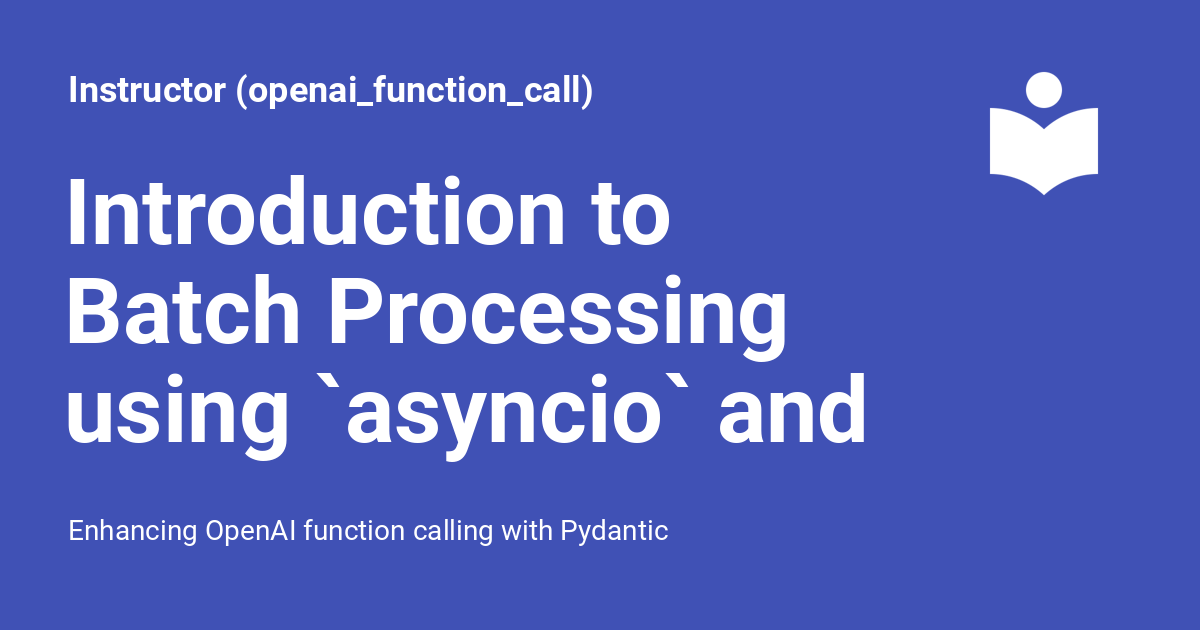 Instructor (openai_function_call)
Introduction to
Batch Processing
using `asyncio` and
Enhancing OpenAI function calling with Pydantic